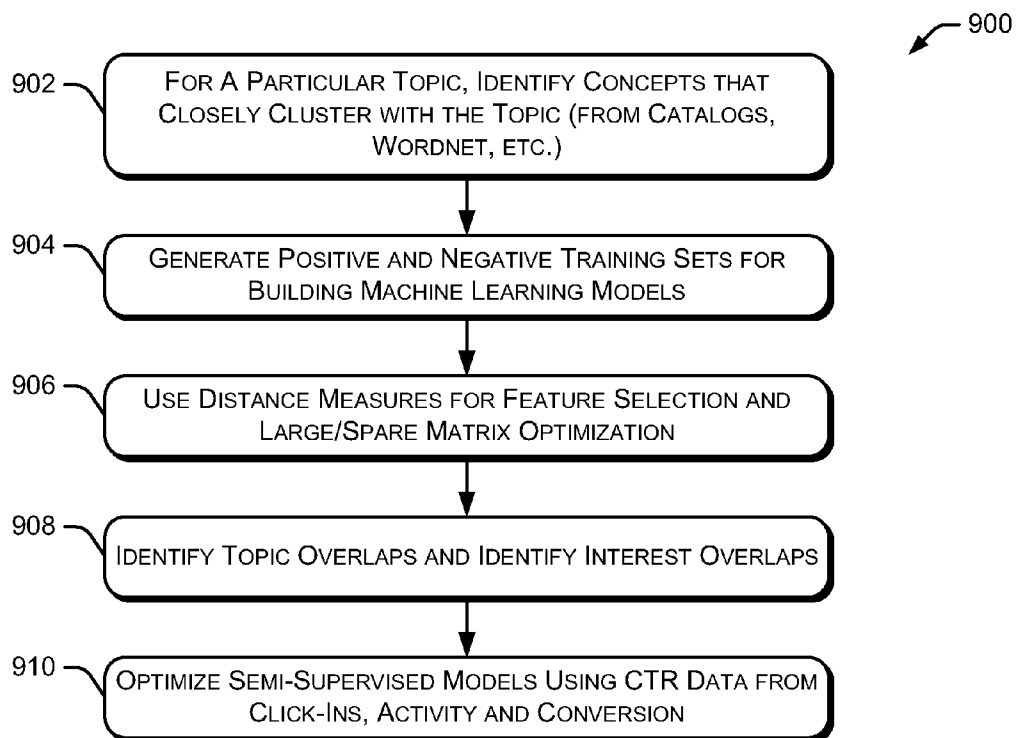 900
902
FOR A PARTICULAR TOPIC, IDENTIFY CONCEPTS THAT
CLOSELY CLUSTER WITH THE TOPIC (FROM CATALOGS,
WORDNET, ETC.)
904
GENERATE POSITIVE AND NEGATIVE TRAINING SETS FOR
BUILDING MACHINE LEARNING MODELS
906
USE DISTANCE MEASURES FOR FEATURE SELECTION AND
LARGE/SPARE MATRIX OPTIMIZATION
908
IDENTIFY TOPIC OVERLAPS AND IDENTIFY INTEREST OVERLAPS
910
OPTIMIZE SEMI-SUPERVISED MODELS USING CTR DATA FROM
CLICK-INS, ACTIVITY AND CONVERSION